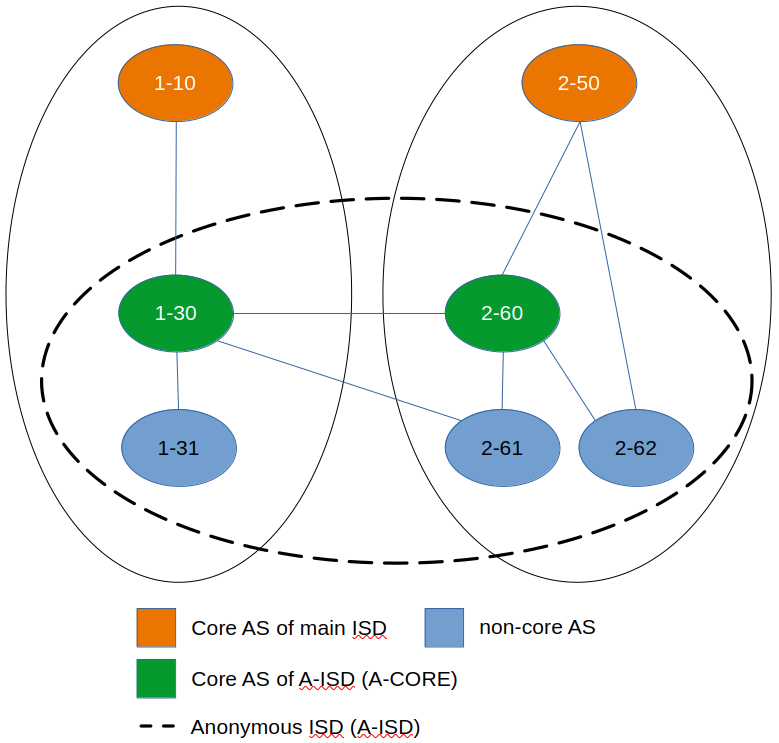 1-10
2-50
1-30
2-60
1-31
2-61
2-62
Core AS of main ISD
non-core AS
Core AS of A-ISD (A-CORE)
Anonymous ISD (A-ISD)